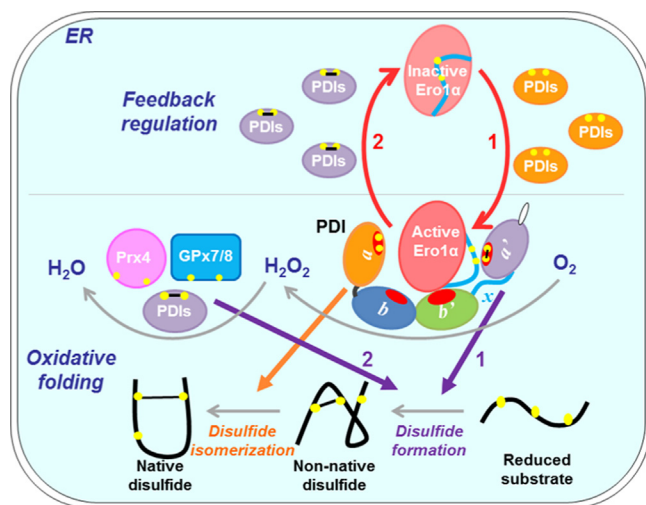 ER
Feedback
regulation
PDIs
PDIs
PDIs
2
Inactive
Ero1α
1
PDIs
PDIs
PDIs
PDI
Prx4
GPx7/8
PDIs
H2O
H2O2
a
Active
Ero1α
a'
O2
b
b'
x
Oxidative
folding
2
1
Disulfide
isomerization
Disulfide
formation
Native
disulfide
Non-native
disulfide
Reduced
substrate